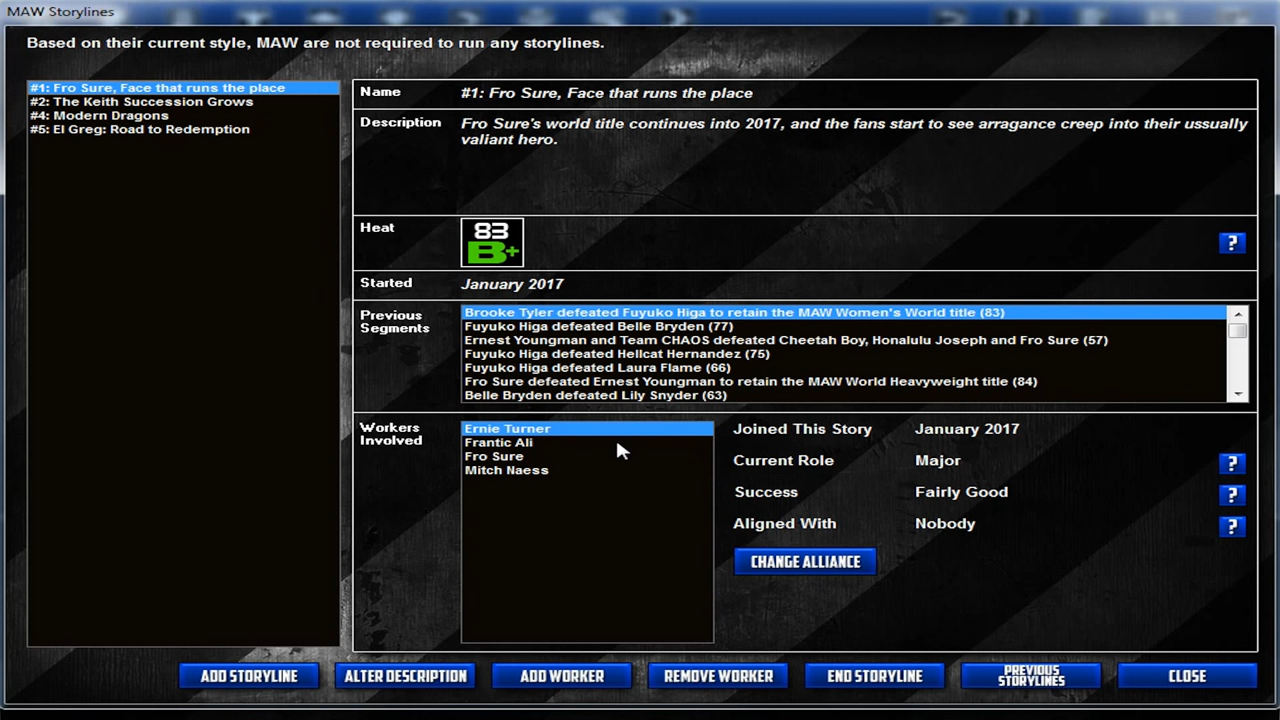 MAW Storylines
Based on their current style, MAW are not required to run any storylines.
#1: Fro Sure, Face that runs the place
#2: The Keith Succession Grows
#4: Modern Dragons
#5: El Greg: Road to Redemption
Name
#1: Fro Sure, Face that runs the place
Description
Fro Sure's world title continues into 2017, and the fans start to see arragance creep into their ussually
valiant hero.
Heat
83
B+
?
Started
January 2017
Previous
Segments
Brooke Tyler defeated Fuyuko Higa to retain the MAW Women's World title (83)
Fuyuko Higa defeated Belle Bryden (77)
Ernest Youngman and Team CHAOS defeated Cheetah Boy, Honalulu Joseph and Fro Sure (57)
Fuyuko Higa defeated Hellcat Hernandez (75)
Fuyuko Higa defeated Laura Flame (66)
Fro Sure defeated Ernest Youngman to retain the MAW World Heavyweight title (84)
Belle Bryden defeated Lily Snyder (63)
Workers
Involved
Ernie Turner
Frantic Ali
Fro Sure
Mitch Naess
Joined This Story
January 2017
Current Role
Major
?
Success
Fairly Good
?
Aligned With
Nobody
?
CHANGE ALLIANCE
ADD STORYLINE
ALTER DESCRIPTION
ADD WORKER
REMOVE WORKER
END STORYLINE
PREVIOUS
STORYLINES
CLOSE